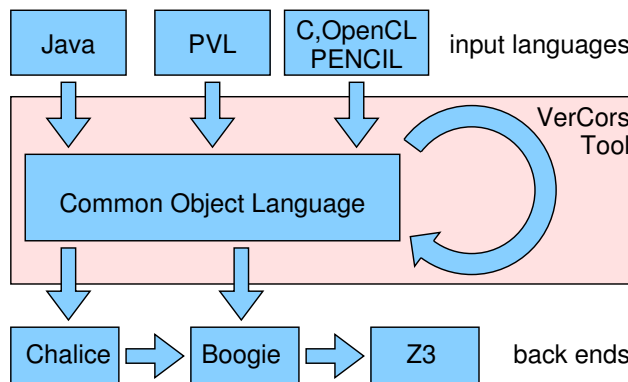 Java
PVL
C,OpenCL
PENCIL
input languages
VerCors
Tool
Common Object Language
Chalice
Boogie
Z3
back ends